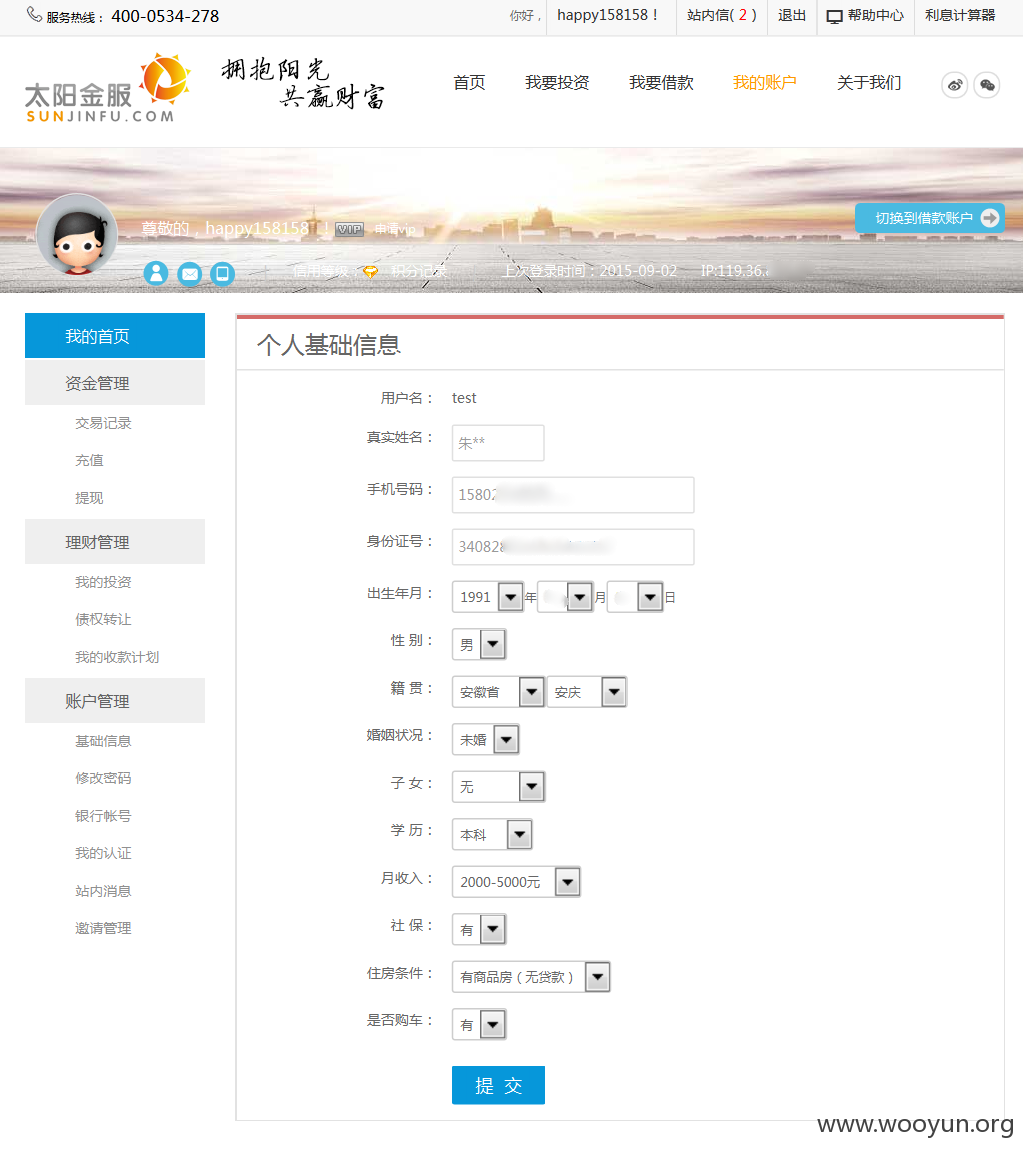 服务热线： 400-0534-278
你好， happy158158！ 站内信( 2 ) 退出 帮助中心 利息计算器
太阳金服
SUNJINFU.COM
拥抱阳光
共赢财富
首页 我要投资 我要借款 我的账户 关于我们
尊敬的，happy158158！ VIP 申请vip
切换到借款账户
信用等级： 积分记录 上次登录时间：2015-09-02 IP:119.36.
我的首页
资金管理
交易记录
充值
提现
理财管理
我的投资
债权转让
我的收款计划
账户管理
基础信息
修改密码
银行帐号
我的认证
站内消息
邀请管理
个人基础信息
用户名： test
真实姓名： 朱**
手机号码： 15802
身份证号： 340828
出生年月： 1991 年 月 日
性 别： 男
籍 贯： 安徽省 安庆
婚姻状况： 未婚
子 女： 无
学 历： 本科
月收入： 2000-5000元
社 保： 有
住房条件： 有商品房（无贷款）
是否购车： 有
提 交
www.wooyun.org